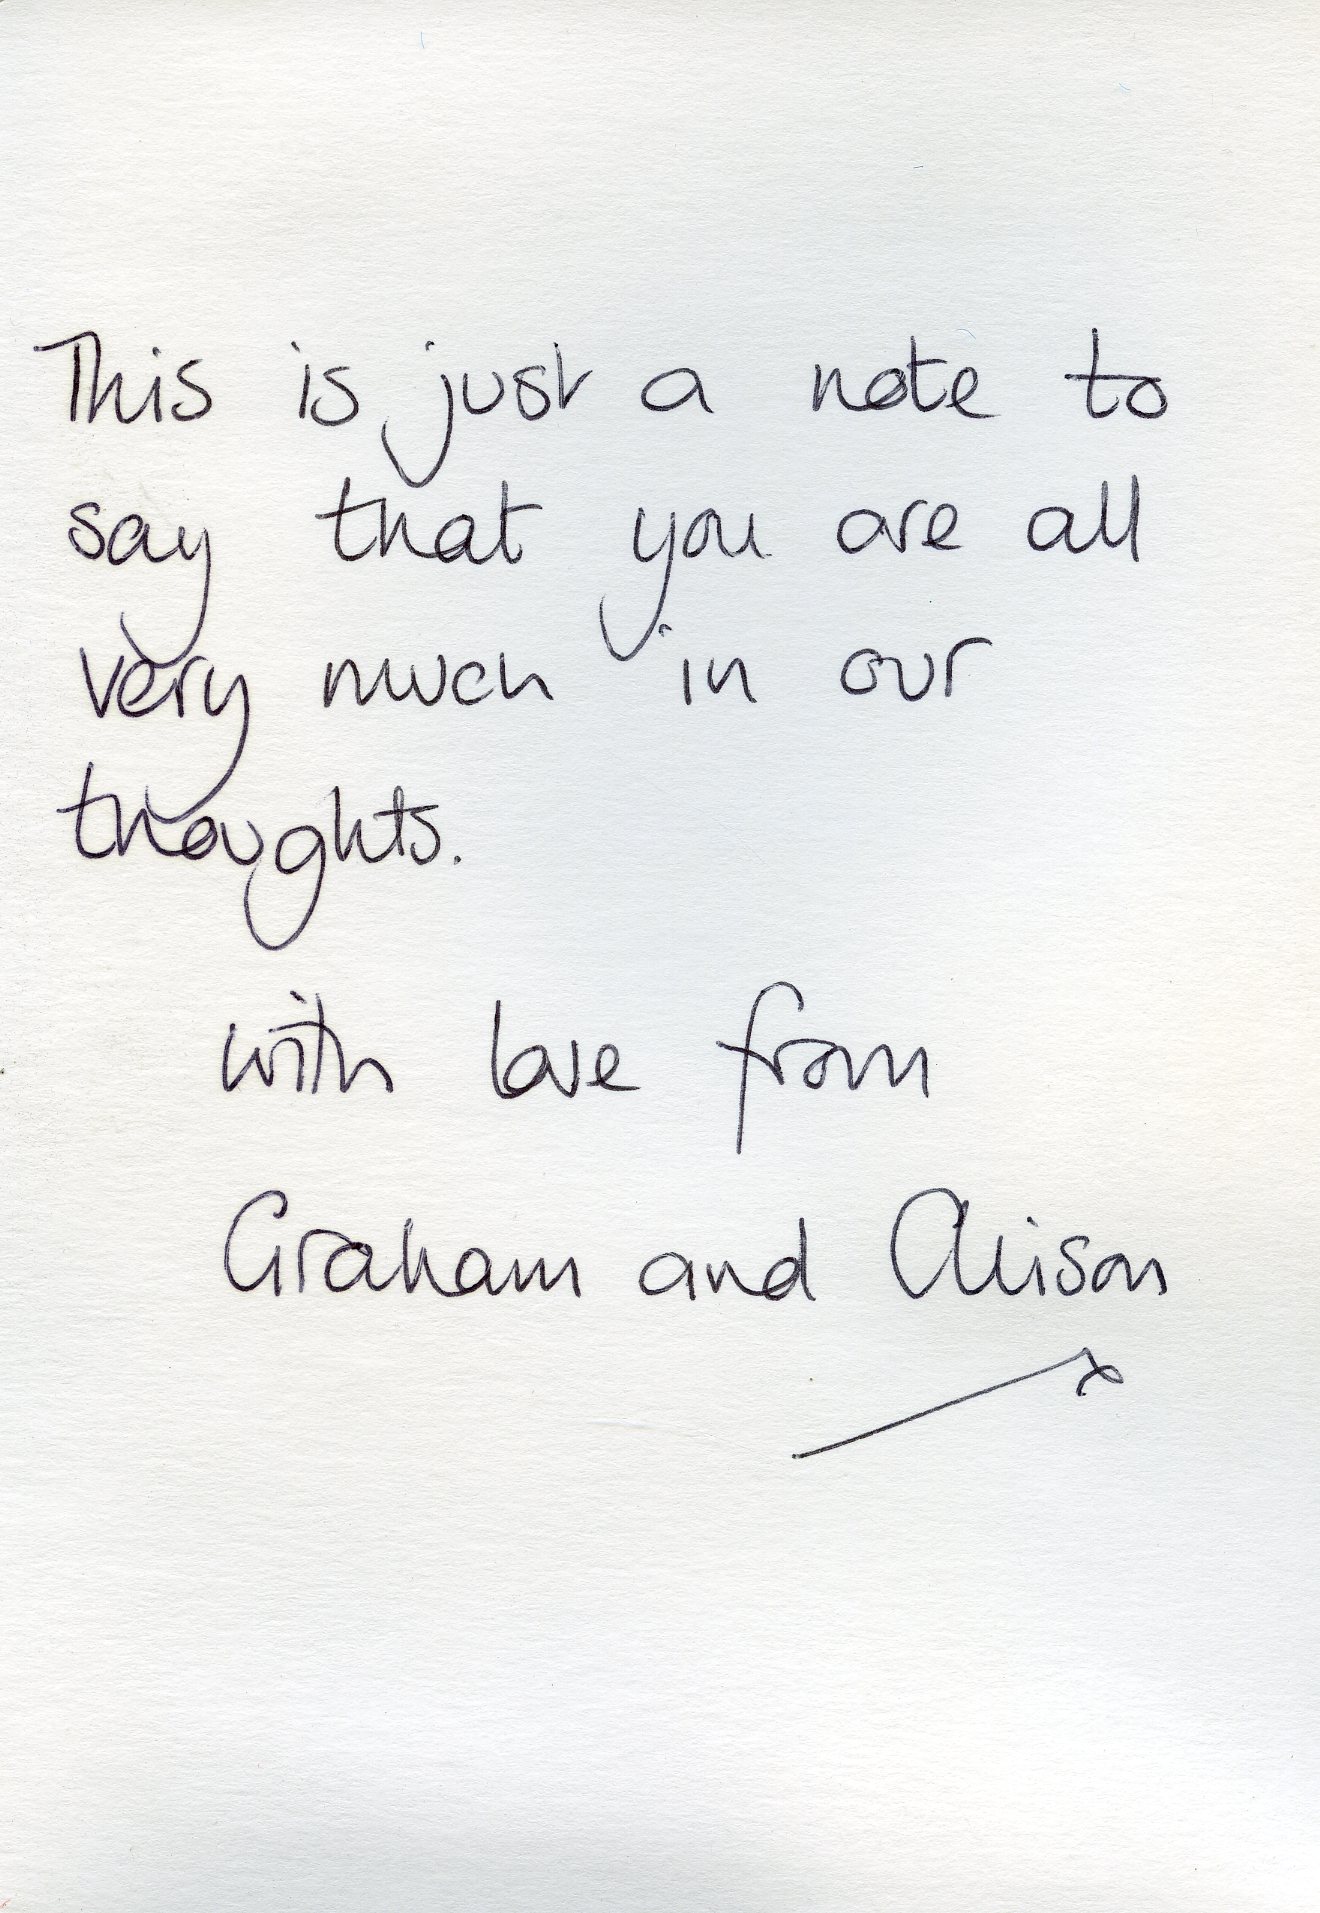 This is just a note to
say that you are all
very much in our
thoughts.
with love from
Graham and Alison
x